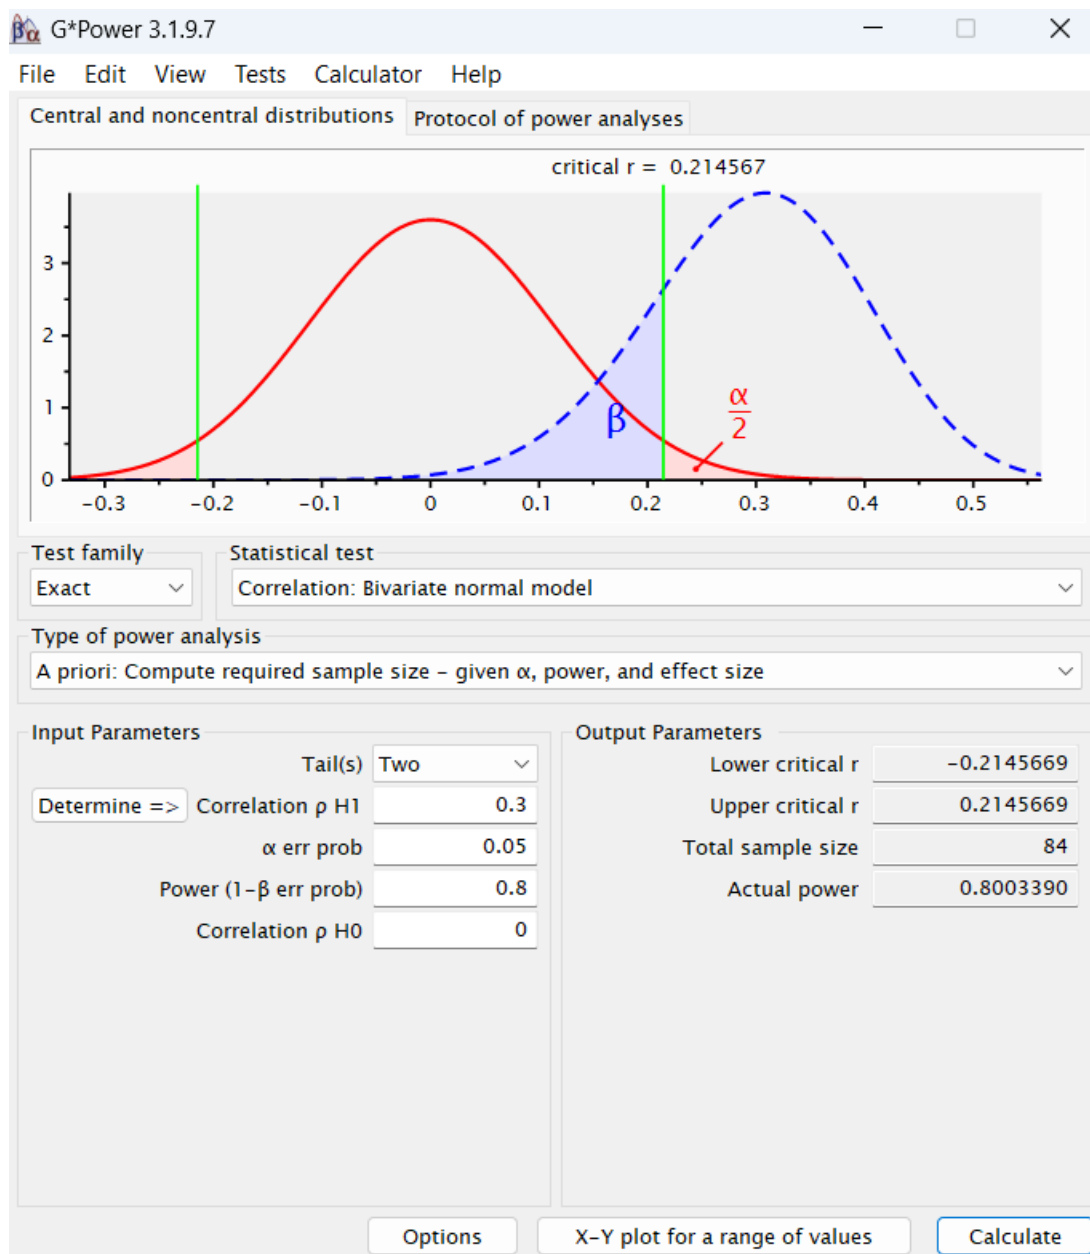 βα G*Power 3.1.9.7
File Edit View Tests Calculator Help
Central and noncentral distributions Protocol of power analyses
critical r = 0.214567
3
2
1
0
β
α
2
-0.3 -0.2 -0.1 0 0.1 0.2 0.3 0.4 0.5
Test family Statistical test
Exact Correlation: Bivariate normal model
Type of power analysis
A priori: Compute required sample size – given α, power, and effect size
Input Parameters Output Parameters
Tail(s) Two Lower critical r -0.2145669
Determine => Correlation ρ H1 0.3 Upper critical r 0.2145669
α err prob 0.05 Total sample size 84
Power (1-β err prob) 0.8 Actual power 0.8003390
Correlation ρ H0 0
Options X-Y plot for a range of values Calculate